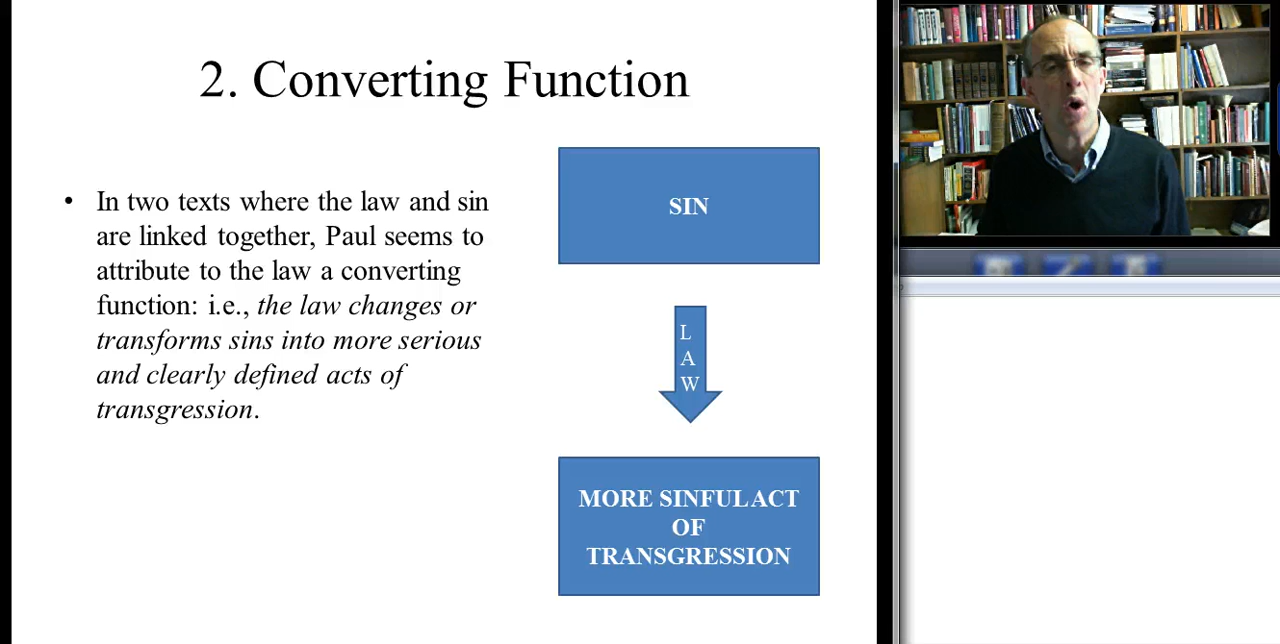 2. Converting Function
• In two texts where the law and sin
are linked together, Paul seems to
attribute to the law a converting
function: i.e., the law changes or
transforms sins into more serious
and clearly defined acts of
transgression.
SIN
L
A
W
MORE SINFUL ACT
OF
TRANSGRESSION